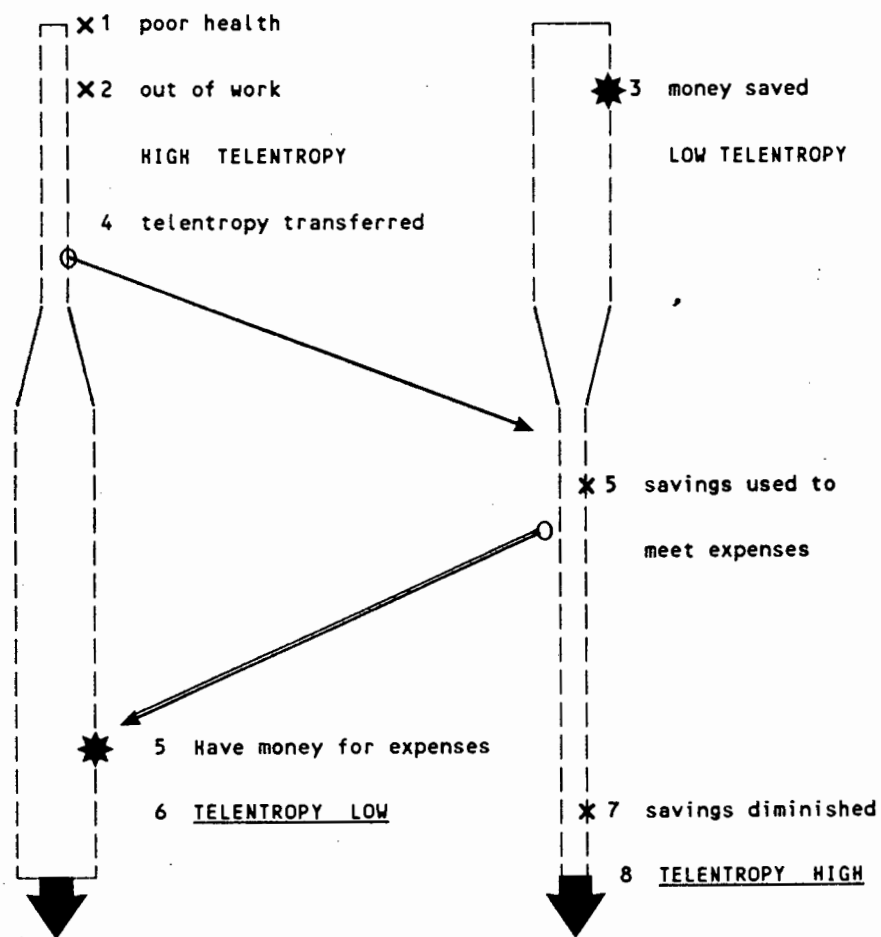 1 poor health
2 out of work
3 money saved
HIGH TELENTROPY
LOW TELENTROPY
4 telentropy transferred
5 savings used to
meet expenses
5 Have money for expenses
6 TELENTROPY LOW
7 savings diminished
8 TELENTROPY HIGH